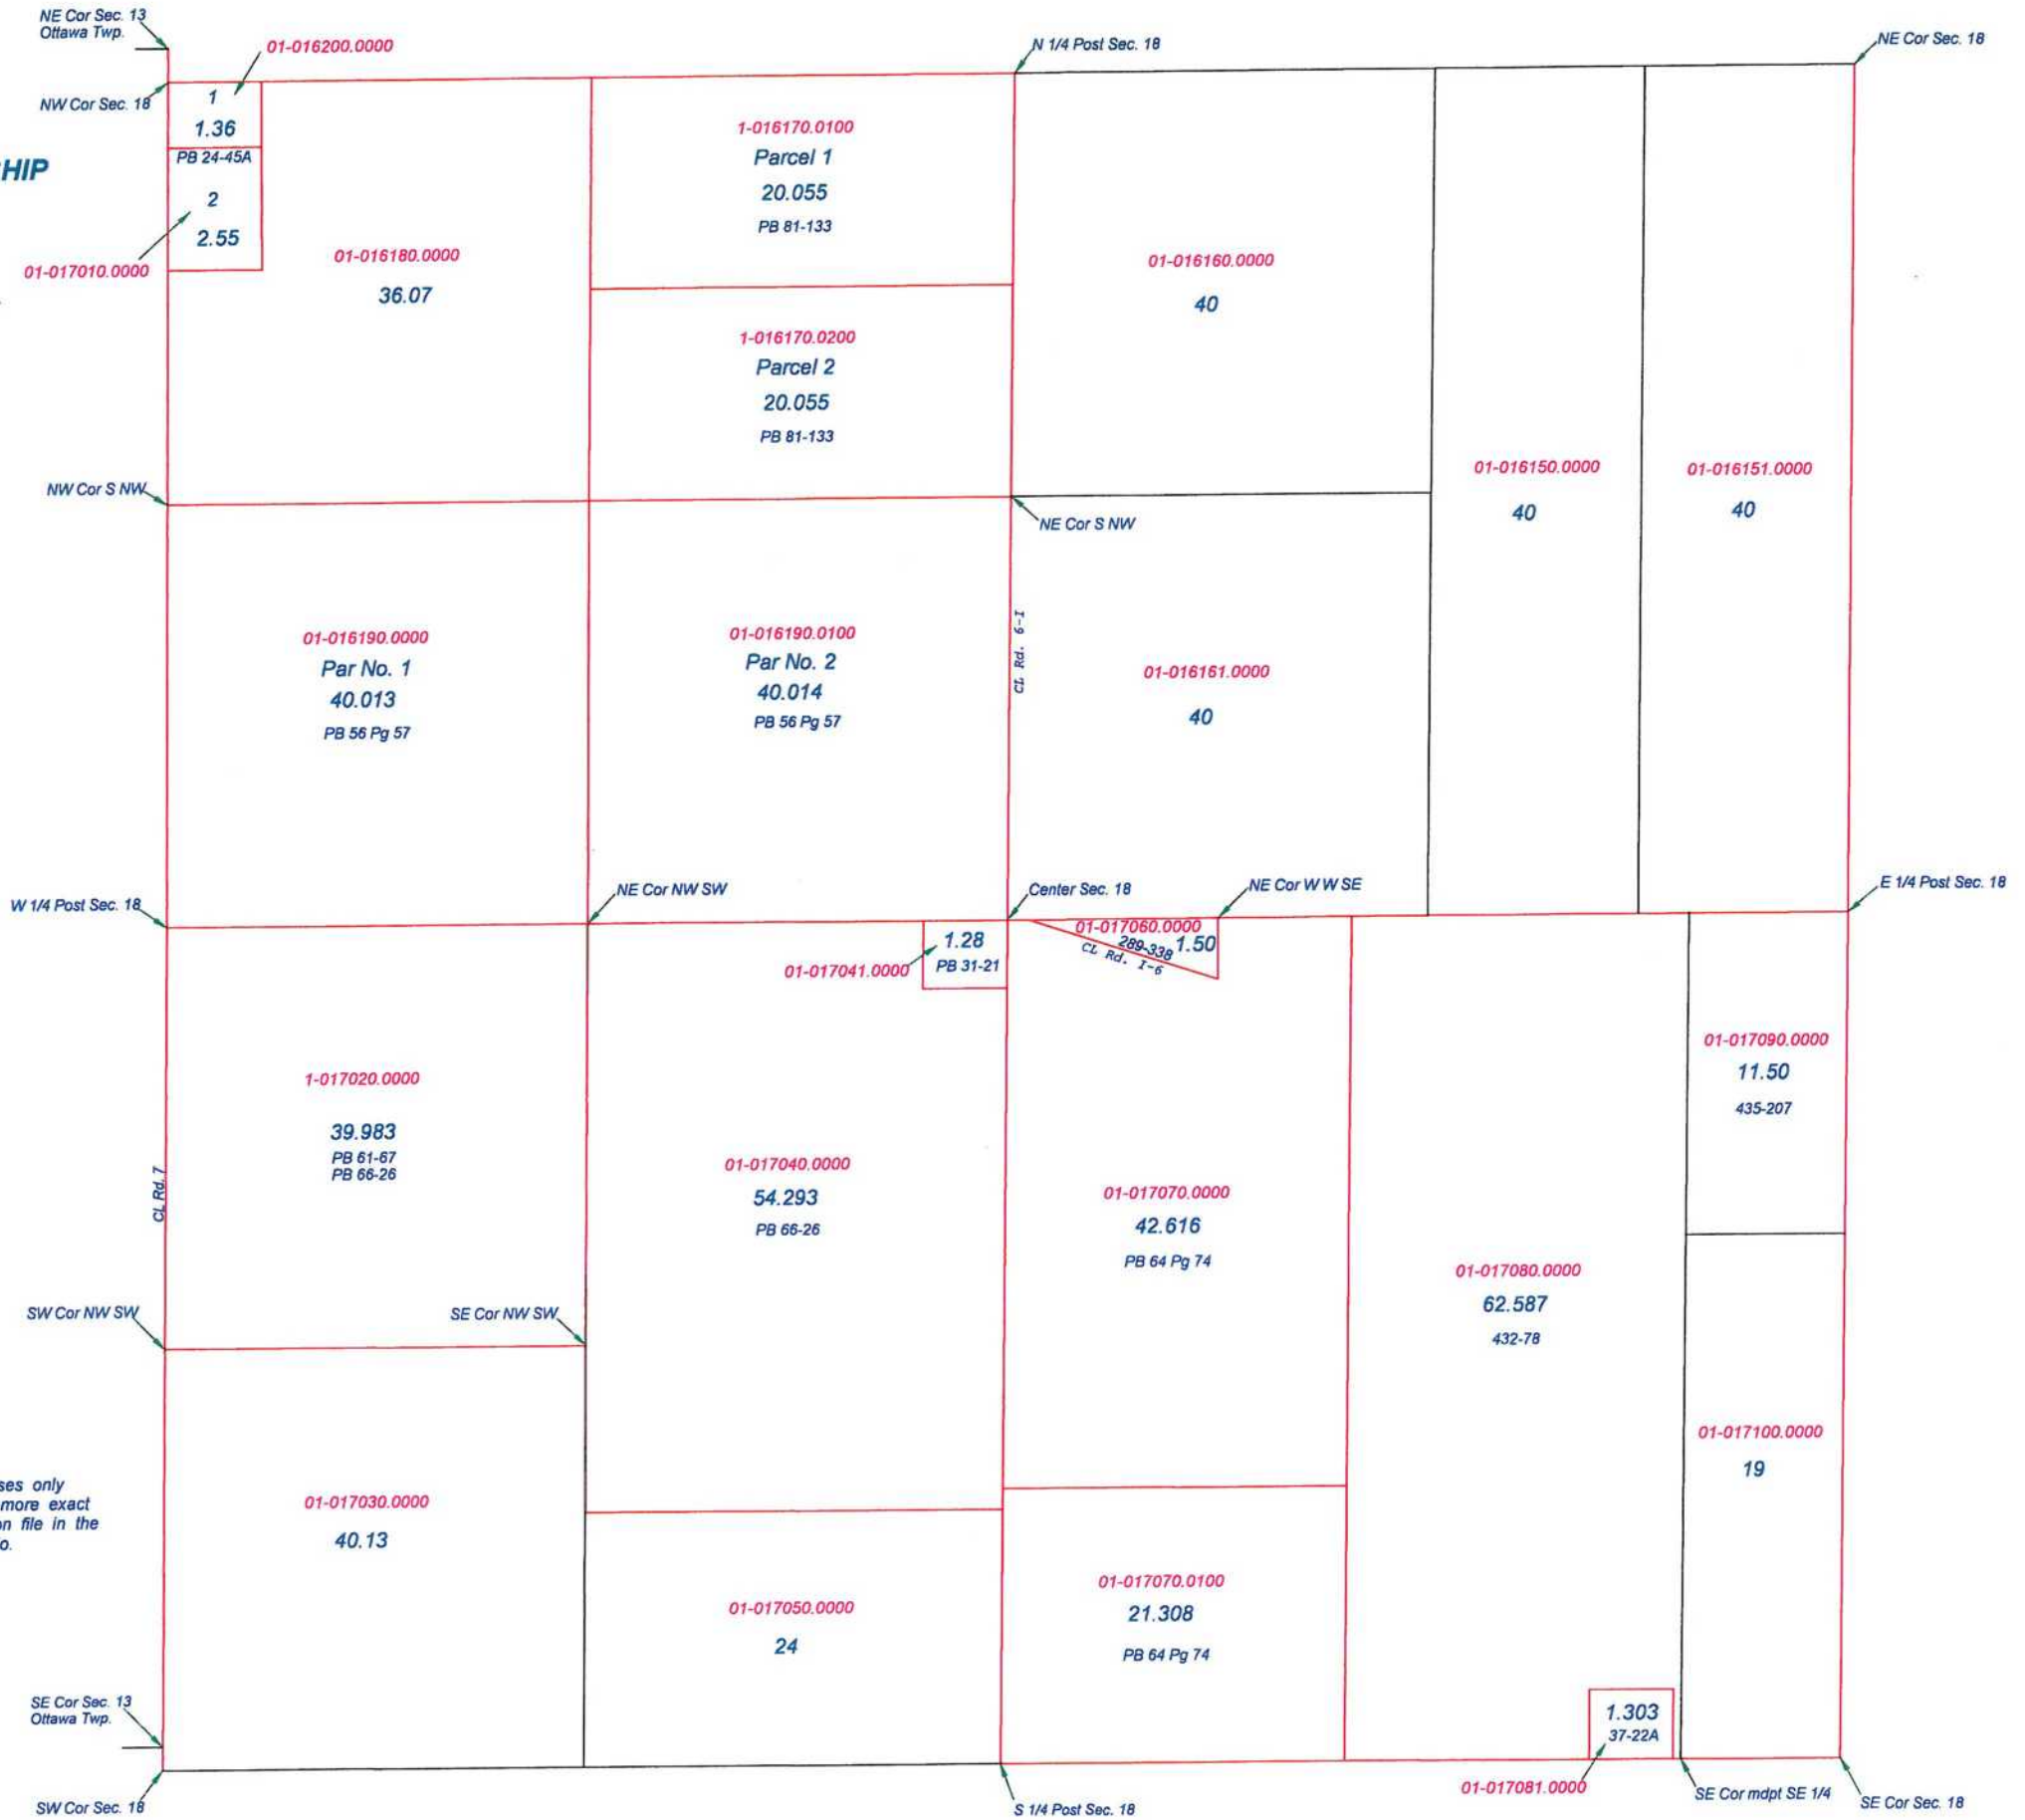 NE Cor Sec. 13
Ottawa Twp.
01-016200.0000
N 1/4 Post Sec. 18
NE Cor Sec. 18
NW Cor Sec. 18
1
1.36
PB 24-45A
2
2.55
HIP
01-017010.0000
01-016180.0000
36.07
1-016170.0100
Parcel 1
20.055
PB 81-133
1-016170.0200
Parcel 2
20.055
PB 81-133
01-016160.0000
40
01-016150.0000
40
01-016151.0000
40
NW Cor S NW
NE Cor S NW
01-016190.0000
Par No. 1
40.013
PB 56 Pg 57
01-016190.0100
Par No. 2
40.014
PB 56 Pg 57
CL Rd. 6-I
01-016161.0000
40
W 1/4 Post Sec. 18
NE Cor NW SW
Center Sec. 18
NE Cor W W SE
E 1/4 Post Sec. 18
1.28
PB 31-21
01-017041.0000
01-017060.0000
289-338
1.50
CL Rd. I-6
1-017020.0000
39.983
PB 61-67
PB 66-26
CL Rd. 7
01-017040.0000
54.293
PB 66-26
01-017070.0000
42.616
PB 64 Pg 74
01-017080.0000
62.587
432-78
01-017090.0000
11.50
435-207
SW Cor NW SW
SE Cor NW SW
01-017100.0000
19
ses only
more exact
on file in the
o.
01-017030.0000
40.13
01-017050.0000
24
01-017070.0100
21.308
PB 64 Pg 74
SE Cor Sec. 13
Ottawa Twp.
1.303
37-22A
01-017081.0000
SW Cor Sec. 18
S 1/4 Post Sec. 18
SE Cor mdpt SE 1/4
SE Cor Sec. 18